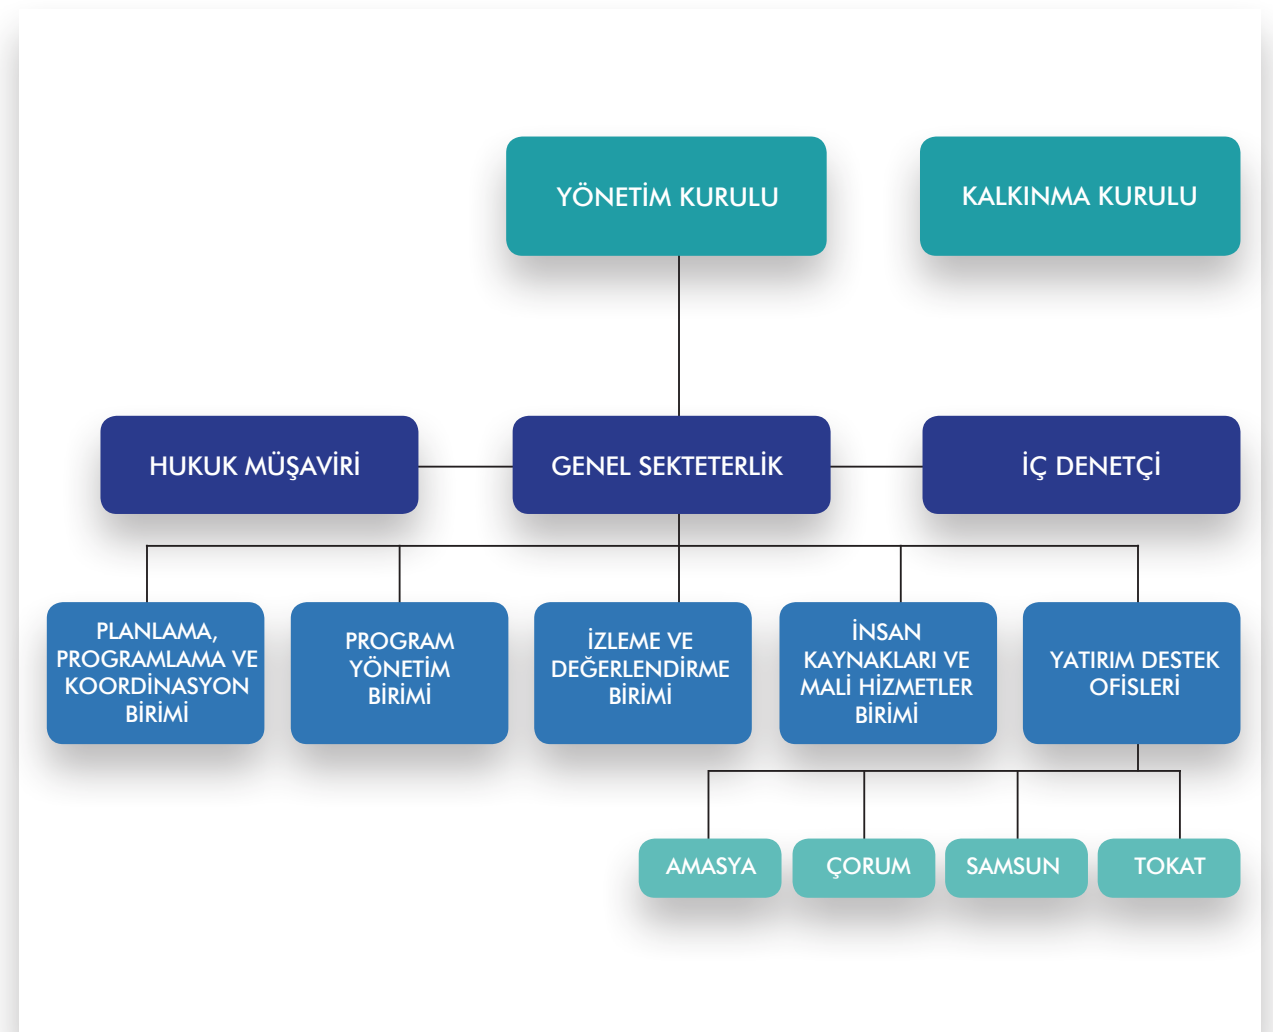 YÖNETİM KURULU
KALKINMA KURULU
HUKUK MÜŞAVİRİ
GENEL SEKTETERLİK
İÇ DENETÇİ
PLANLAMA,
PROGRAMLAMA VE
KOORDİNASYON
BİRİMİ
PROGRAM
YÖNETİM
BİRİMİ
İZLEME VE
DEĞERLENDİRME
BİRİMİ
İNSAN
KAYNAKLARI VE
MALİ HİZMETLER
BİRİMİ
YATIRIM DESTEK
OFİSLERİ
AMASYA
ÇORUM
SAMSUN
TOKAT